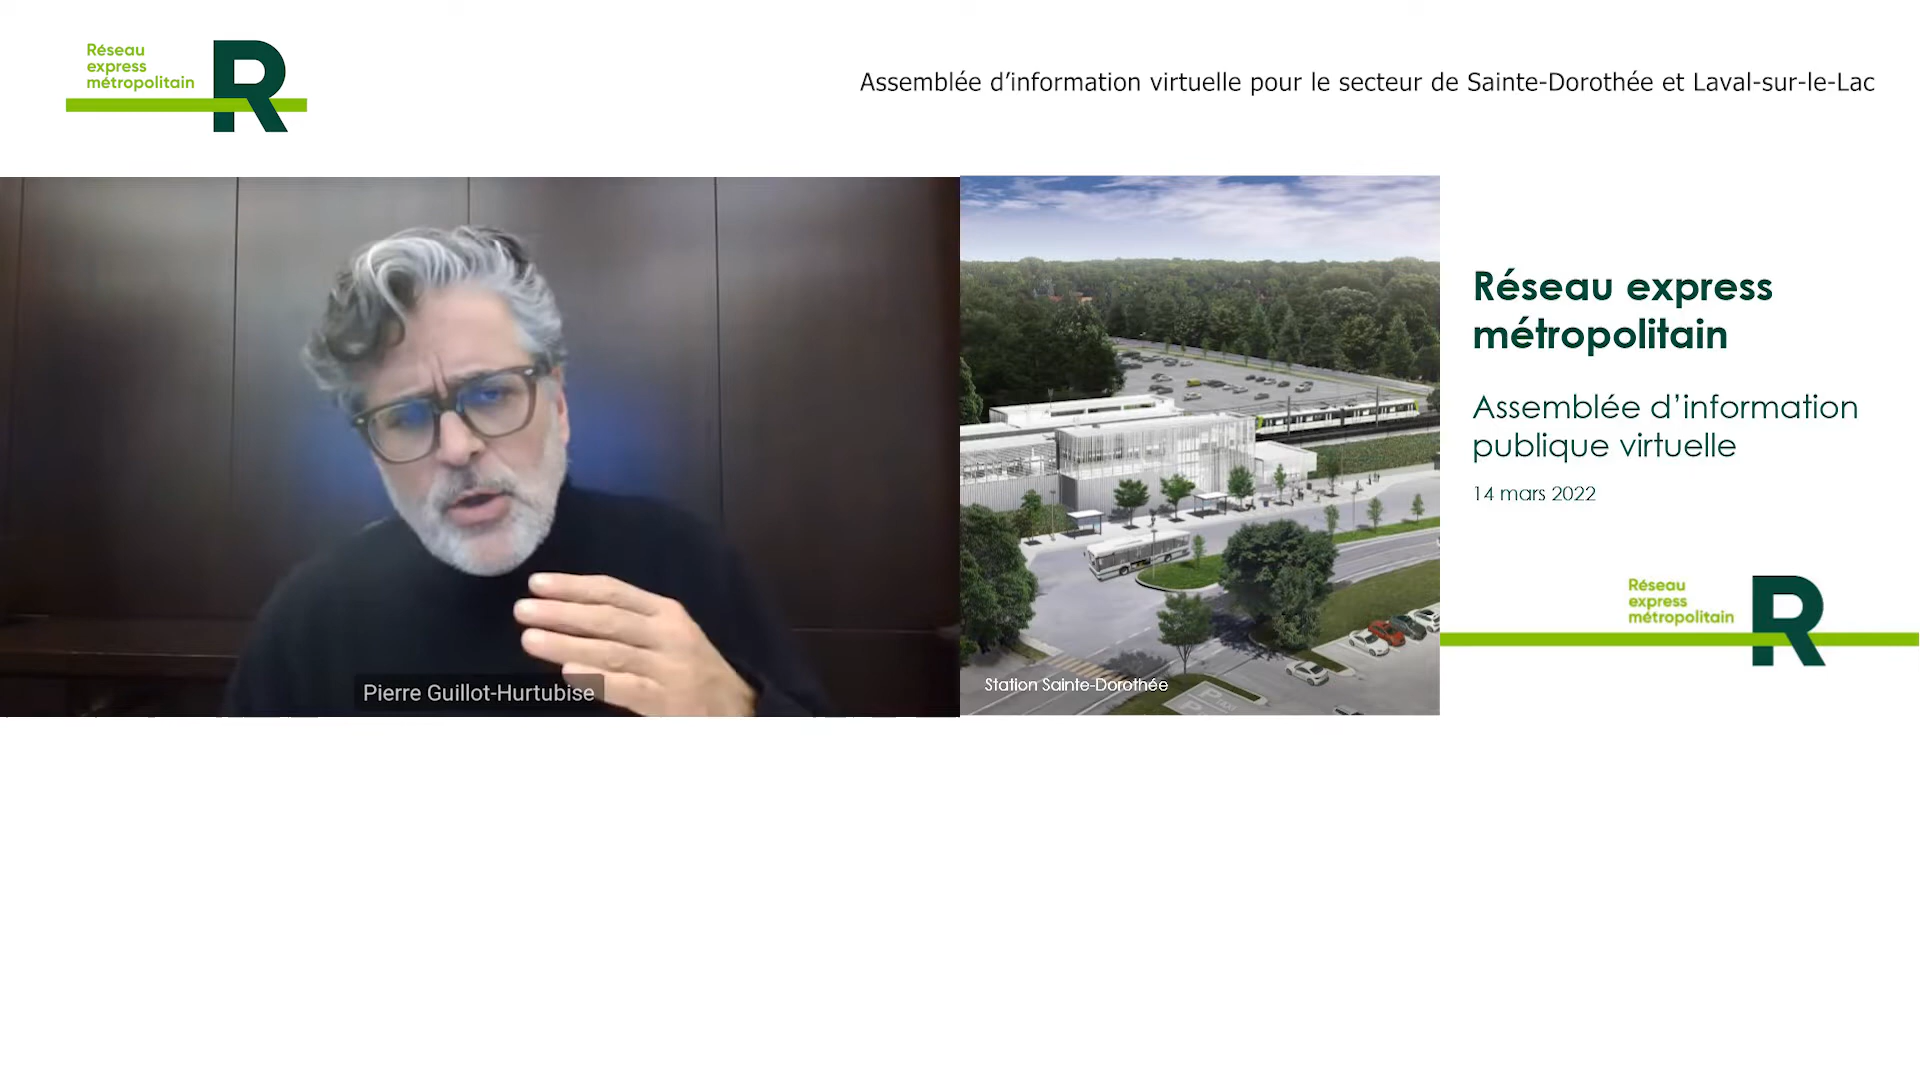 Réseau
express
métropolitain
R
Assemblée d’information virtuelle pour le secteur de Sainte-Dorothée et Laval-sur-le-Lac
Pierre Guillot-Hurtubise
Station Sainte-Dorothée
TAXI
P
Réseau express
métropolitain
Assemblée d’information
publique virtuelle
14 mars 2022
Réseau
express
métropolitain
R